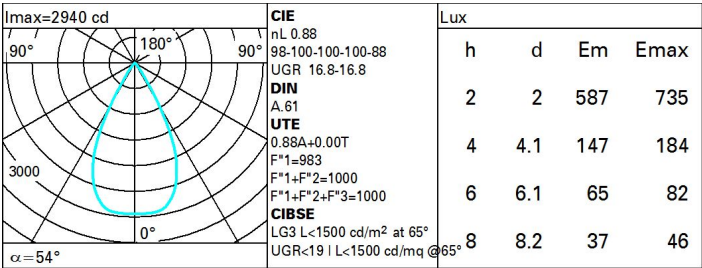 Imax=2940 cd
90°
180°
90°
3000
0°
α=54°
CIE
nL 0.88
98-100-100-100-88
UGR 16.8-16.8
DIN
A.61
UTE
0.88A+0.00T
F"1=983
F"1+F"2=1000
F"1+F"2+F"3=1000
CIBSE
LG3 L<1500 cd/m² at 65°
UGR<19 | L<1500 cd/mq @65°
Lux
h d Em Emax
2 2 587 735
4 4.1 147 184
6 6.1 65 82
8 8.2 37 46